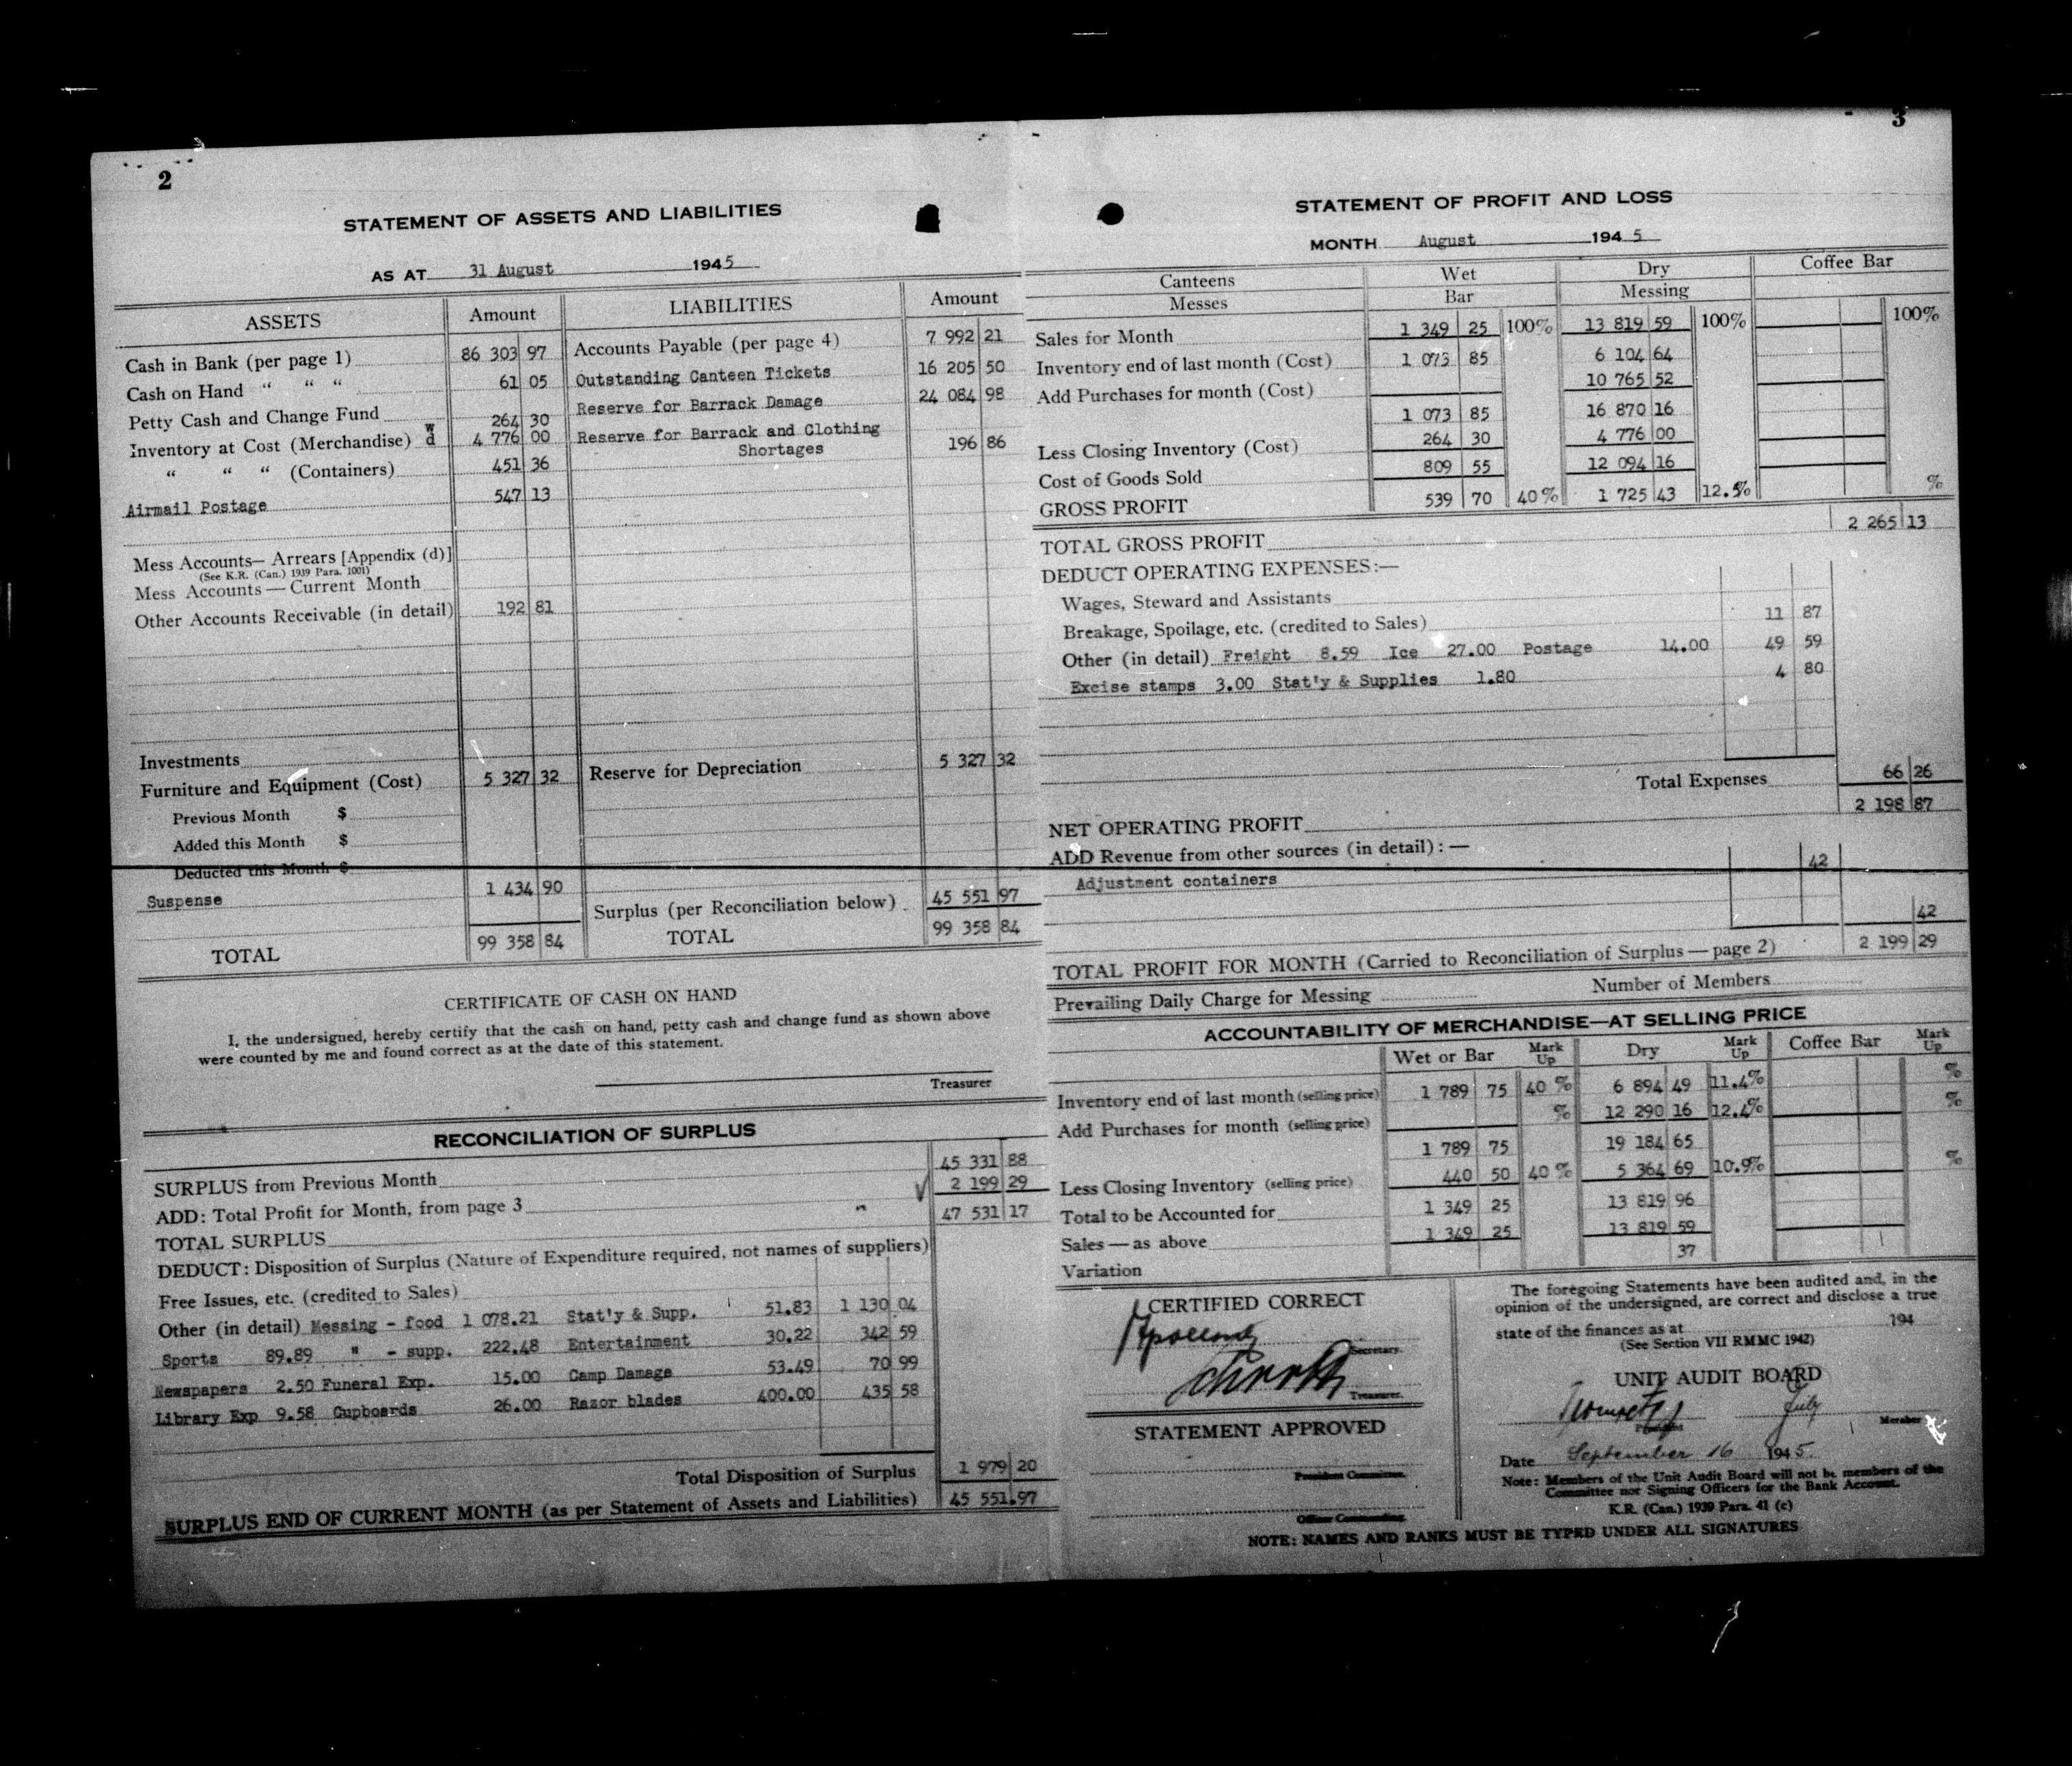 2
STATEMENT OF ASSETS AND LIABILITIES
AS AT 31 August 1945
ASSETS Amount LIABILITIES Amount
Cash in Bank (per page 1) 86 303 97 Accounts Payable (per page 4) 7 992 21
Cash on Hand “ “ “ 61 05 Outstanding Canteen Tickets 16 205 50
Petty Cash and Change Fund Reserve for Barrack Damage 24 084 98
Inventory at Cost (Merchandise) w 264 30
d 4 776 00 Reserve for Barrack and Clothing
Shortages 196 86
“ “ “ (Containers) 451 36
Airmail Postage 547 13
Mess Accounts— Arrears [Appendix (d)]
(See K.R. (Can.) 1939 Para. 1001)
Mess Accounts — Current Month
Other Accounts Receivable (in detail) 192 81
Investments
Furniture and Equipment (Cost) 5 327 32 Reserve for Depreciation 5 327 32
Previous Month $
Added this Month $
Deducted this Month $
Suspense 1 434 90
Surplus (per Reconciliation below) 45 551 97
TOTAL 99 358 84 TOTAL 99 358 84
CERTIFICATE OF CASH ON HAND
I, the undersigned, hereby certify that the cash on hand, petty cash and change fund as shown above
were counted by me and found correct as at the date of this statement.
Treasurer
RECONCILIATION OF SURPLUS
SURPLUS from Previous Month 45 331 88
ADD: Total Profit for Month, from page 3 2 199 29
TOTAL SURPLUS 47 531 17
DEDUCT: Disposition of Surplus (Nature of Expenditure required, not names of suppliers)
Free Issues, etc. (credited to Sales)
Other (in detail) Messing - food 1 078.21 Stat'y & Supp. 51.83 1 130 04
Sports 89.89 " - supp. 222.48 Entertainment 30.22 342 59
Newspapers 2.50 Funeral Exp. 15.00 Camp Damage 53.49 70 99
Library Exp 9.58 Cupboards 26.00 Razor blades 400.00 435 58
Total Disposition of Surplus 1 979 20
SURPLUS END OF CURRENT MONTH (as per Statement of Assets and Liabilities) 45 551.97
3
STATEMENT OF PROFIT AND LOSS
MONTH August 1945
Canteens Wet Dry Coffee Bar
Messes Bar Messing
Sales for Month 1 349 25 100% 13 819 59 100% 100%
Inventory end of last month (Cost) 1 073 85 6 104 64
Add Purchases for month (Cost) 10 765 52
1 073 85 16 870 16
Less Closing Inventory (Cost) 264 30 4 776 00
Cost of Goods Sold 809 55 12 094 16
GROSS PROFIT 539 70 40% 1 725 43 12.5% %
TOTAL GROSS PROFIT 2 265 13
DEDUCT OPERATING EXPENSES:—
Wages, Steward and Assistants
Breakage, Spoilage, etc. (credited to Sales) 11 87
Other (in detail) Freight 8.59 Ice 27.00 Postage 14.00 49 59
Excise stamps 3.00 Stat'y & Supplies 1.80 4 80
Total Expenses 66 26
NET OPERATING PROFIT 2 198 87
ADD Revenue from other sources (in detail) : —
Adjustment containers 42
42
TOTAL PROFIT FOR MONTH (Carried to Reconciliation of Surplus — page 2) 2 199 29
Prevailing Daily Charge for Messing Number of Members
ACCOUNTABILITY OF MERCHANDISE—AT SELLING PRICE
Wet or Bar Mark Up Dry Mark Up Coffee Bar Mark Up
Inventory end of last month (selling price) 1 789 75 40 % 6 894 49 11.4% %
Add Purchases for month (selling price) % 12 290 16 12.4% %
1 789 75 19 184 65
Less Closing Inventory (selling price) 440 50 40 % 5 364 69 10.9% %
Total to be Accounted for 1 349 25 13 819 96
Sales — as above 1 349 25 13 819 59
Variation 37
CERTIFIED CORRECT
Secretary.
Treasurer.
STATEMENT APPROVED
President Committee.
Officer Commanding.
The foregoing Statements have been audited and, in the
opinion of the undersigned, are correct and disclose a true
state of the finances as at 194
(See Section VII RMMC 1942)
UNIT AUDIT BOARD
President
Member
Date September 16 1945.
Note: Members of the Unit Audit Board will not be members of the
Committee nor Signing Officers for the Bank Account.
K.R. (Can.) 1939 Para. 41 (c)
NOTE: NAMES AND RANKS MUST BE TYPED UNDER ALL SIGNATURES